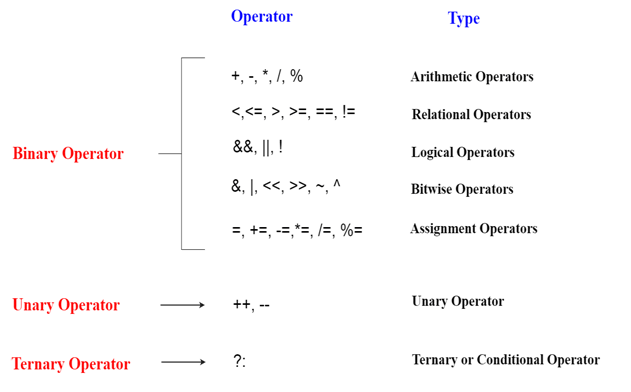 Operator Type
+, -, *, /, % Arithmetic Operators
<,<=, >, >=, ==, != Relational Operators
Binary Operator
&&, ||, ! Logical Operators
&, |, <<, >>, ~, ^ Bitwise Operators
=, +=, -=,*=, /=, %= Assignment Operators
Unary Operator ++, -- Unary Operator
Ternary Operator ?: Ternary or Conditional Operator